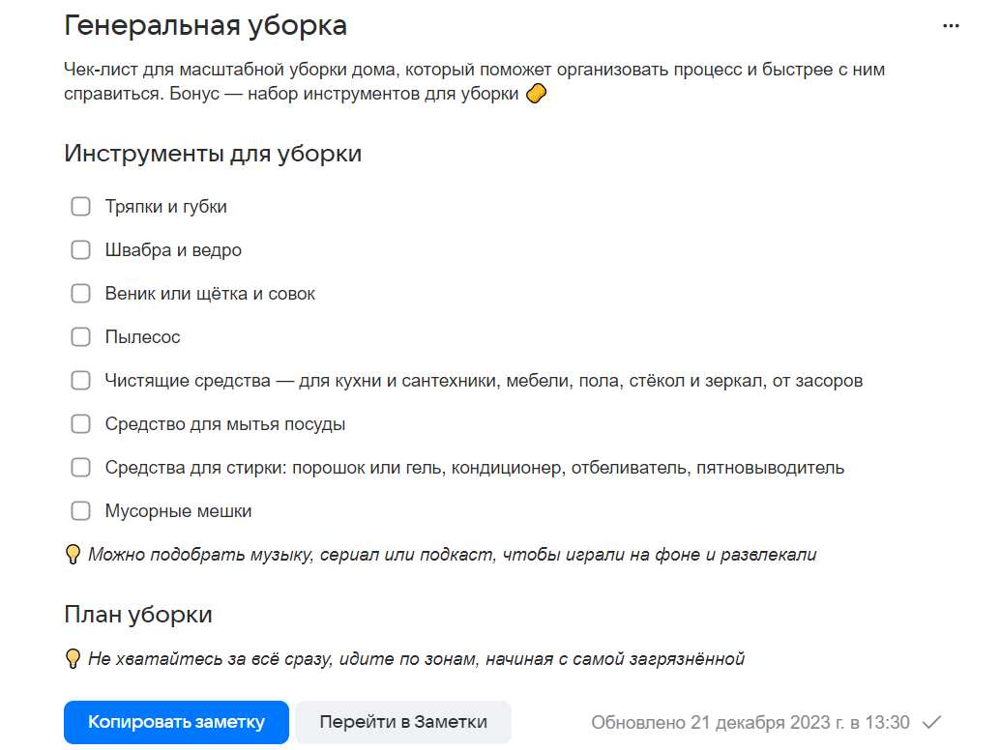 Генеральная уборка
Чек-лист для масштабной уборки дома, который поможет организовать процесс и быстрее с ним
справиться. Бонус — набор инструментов для уборки
Инструменты для уборки
Тряпки и губки
Швабра и ведро
Веник или щётка и совок
Пылесос
Чистящие средства — для кухни и сантехники, мебели, пола, стёкол и зеркал, от засоров
Средство для мытья посуды
Средства для стирки: порошок или гель, кондиционер, отбеливатель, пятновыводитель
Мусорные мешки
Можно подобрать музыку, сериал или подкаст, чтобы играли на фоне и развлекали
План уборки
Не хватайтесь за всё сразу, идите по зонам, начиная с самой загрязнённой
Копировать заметку Перейти в Заметки Обновлено 21 декабря 2023 г. в 13:30